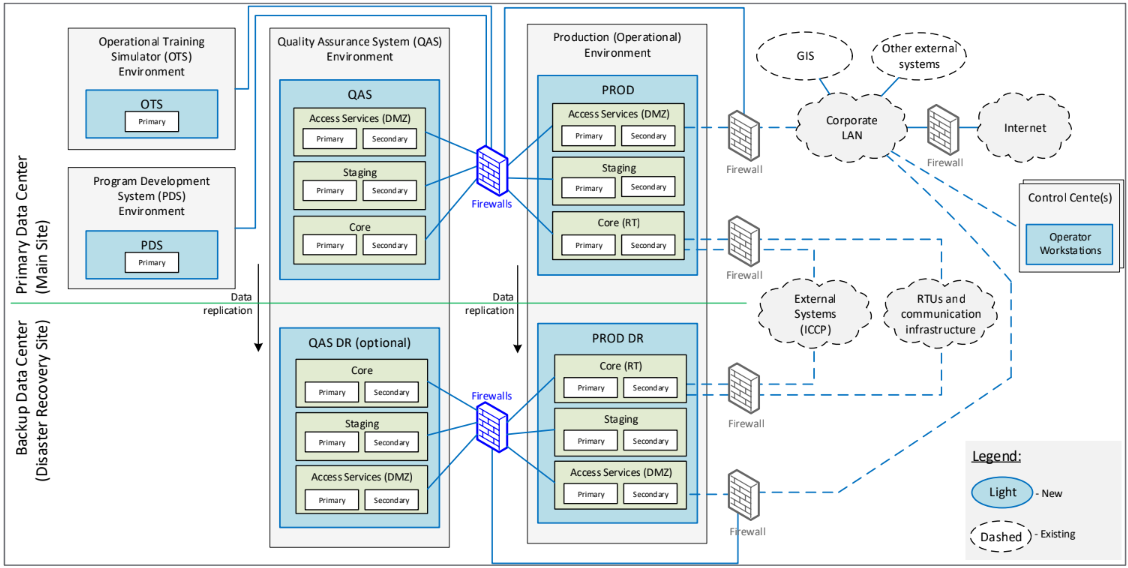 Primary Data Center
(Main Site)
Backup Data Center
(Disaster Recovery Site)
Operational Training
Simulator (OTS)
Environment
OTS
Primary
Program Development
System (PDS)
Environment
PDS
Primary
Quality Assurance System (QAS)
Environment
QAS
Access Services (DMZ)
Primary
Secondary
Staging
Primary
Secondary
Core
Primary
Secondary
Firewalls
Production (Operational)
Environment
PROD
Access Services (DMZ)
Primary
Secondary
Staging
Primary
Secondary
Core (RT)
Primary
Secondary
Firewall
Firewall
GIS
Other external
systems
Corporate
LAN
Firewall
Internet
Control Cente(s)
Operator
Workstations
External
Systems
(ICCP)
RTUs and
communication
infrastructure
Data
replication
Data
replication
QAS DR (optional)
Core
Primary
Secondary
Staging
Primary
Secondary
Access Services (DMZ)
Primary
Secondary
Firewalls
PROD DR
Core (RT)
Primary
Secondary
Staging
Primary
Secondary
Access Services (DMZ)
Primary
Secondary
Firewall
Firewall
Legend:
Light
- New
Dashed
- Existing